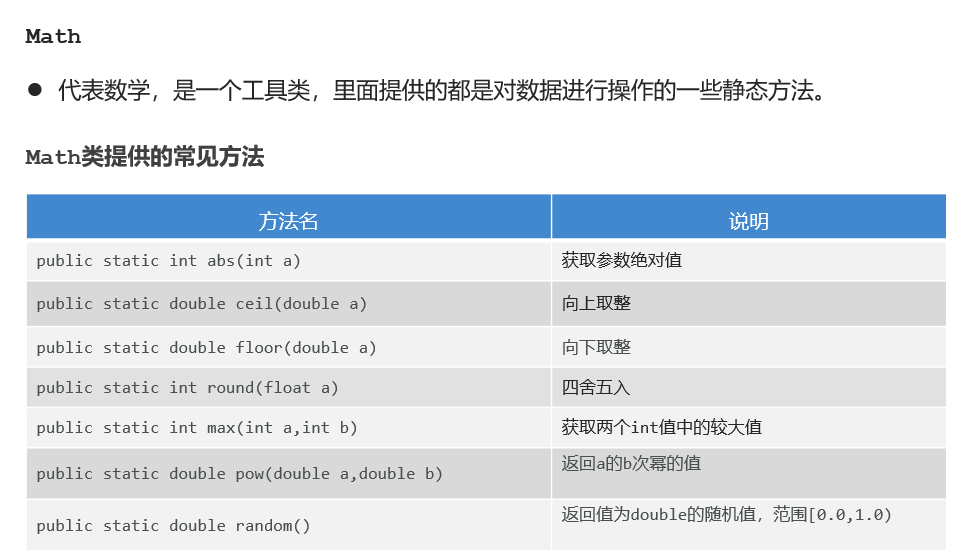 Math
● 代表数学，是一个工具类，里面提供的都是对数据进行操作的一些静态方法。
Math类提供的常见方法
方法名 说明
public static int abs(int a) 获取参数绝对值
public static double ceil(double a) 向上取整
public static double floor(double a) 向下取整
public static int round(float a) 四舍五入
public static int max(int a,int b) 获取两个int值中的较大值
public static double pow(double a,double b) 返回a的b次幂的值
public static double random() 返回值为double的随机值，范围[0.0,1.0)